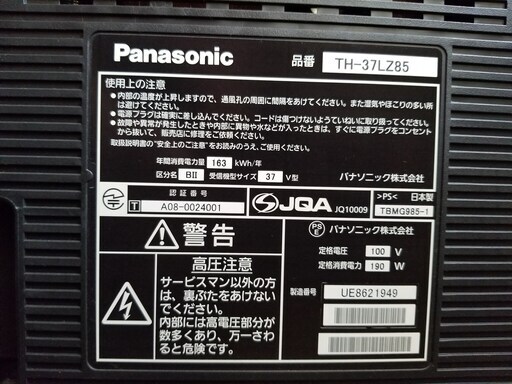 Panasonic 品番 TH-37LZ85
使用上の注意
●内部の温度が上昇しますので、通風孔の周囲に間隔をあけてください。また湿気やほこりの多い所
は避けてください。
●電源プラグは確実に差し込んでください。コードは傷つけないようていねいに取り扱ってください。
●故障や異常が発生したときや内部に異物や水などが入ったときは、すぐに電源プラグをコンセント
から抜いて、販売店に修理をご依頼ください。
取扱説明書の"安全上のご注意"をお読みのうえ、ご使用ください。
年間消費電力量 163 kWh/年
区分名 BⅡ 受信機型サイズ 37 V型
パナソニック株式会社
認証番号
T A08-0024001
JQA JQ10009
>PS< 日本製
TBMG985-1
警告
高圧注意
サービスマン以外の方
は、裏ぶたをあけない
でください。
内部には高電圧部分が
数多くあり、万一さわ
ると危険です。
PS
E
パナソニック株式会社
定格電圧 100 V
定格消費電力 190 W
製造番号 UE8621949